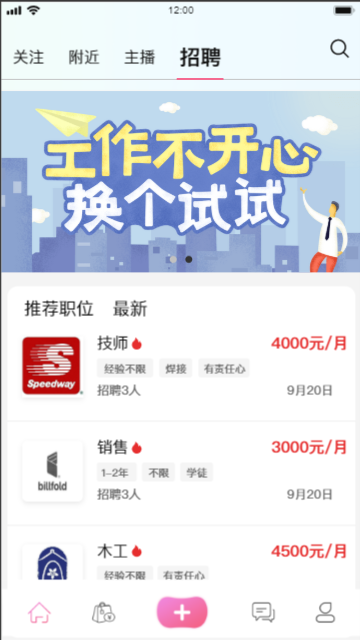 12:00
关注 附近 主播 招聘
工作不开心
换个试试
推荐职位 最新
Speedway
技师 4000元/月
经验不限 焊接 有责任心
招聘3人 9月20日
billfold
销售 3000元/月
1-2年 不限 学徒
招聘3人 9月20日
木工 4500元/月
经验不限 有责任心